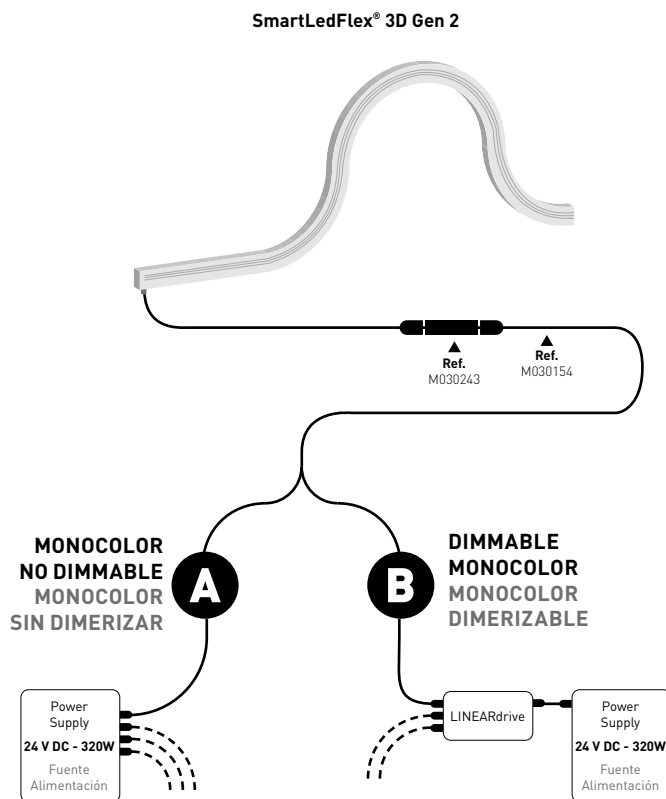 SmartLedFlex® 3D Gen 2
Ref.
M030243
Ref.
M030154
MONOCOLOR
NO DIMMABLE
MONOCOLOR
SIN DIMERIZAR
A
B
DIMMABLE
MONOCOLOR
MONOCOLOR
DIMERIZABLE
Power
Supply
24 V DC - 320W
Fuente
Alimentación
LINEARdrive
Power
Supply
24 V DC - 320W
Fuente
Alimentación